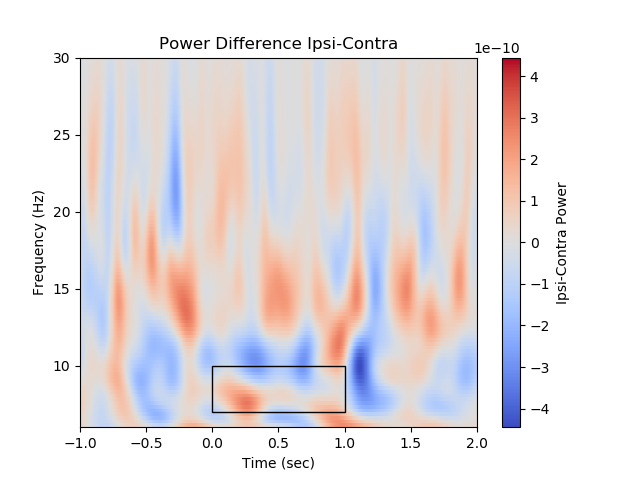 Power Difference Ipsi-Contra
1e−10
30
25
20
15
10
Frequency (Hz)
−1.0 −0.5 0.0 0.5 1.0 1.5 2.0
Time (sec)
4
3
2
1
0
−1
−2
−3
−4
Ipsi-Contra Power